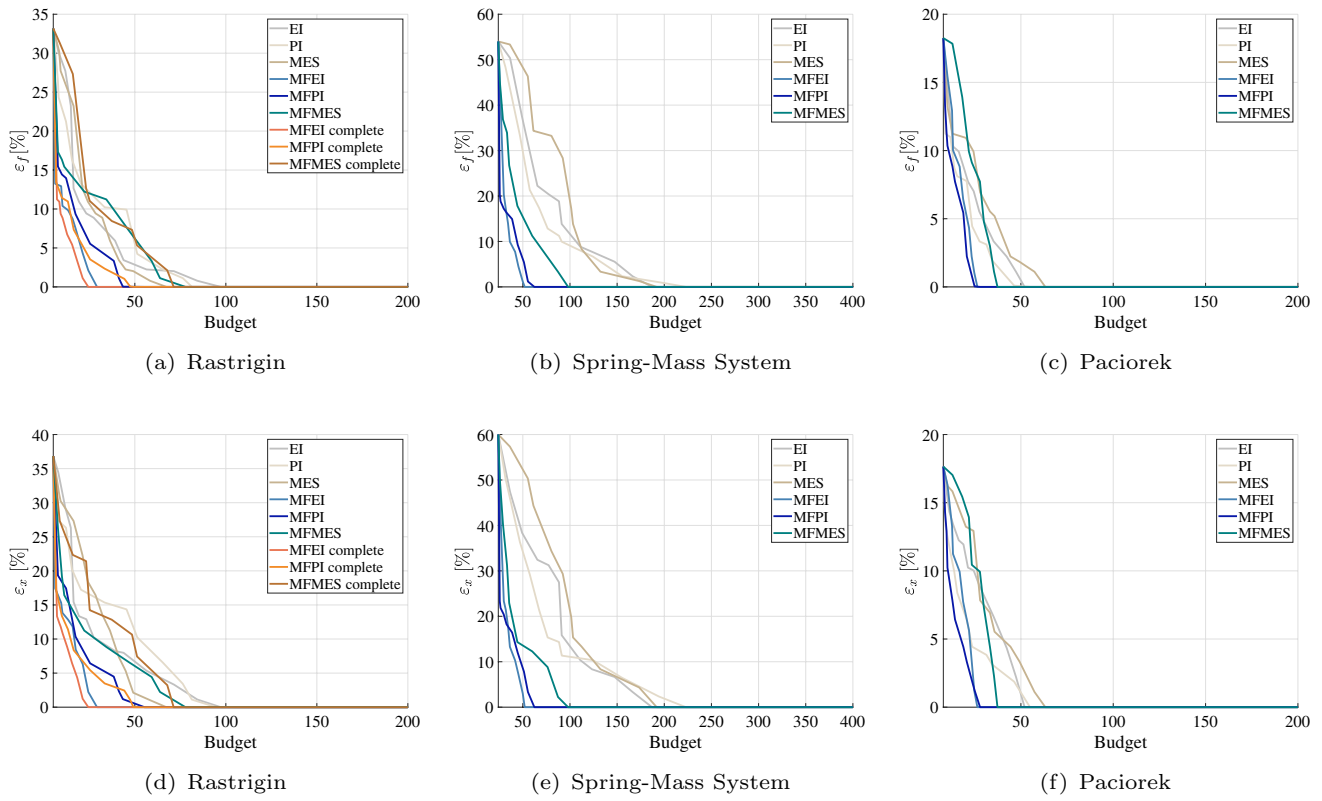 35
30
25
20
15
10
5
0
εf[%]
50
100
150
200
Budget
EI
PI
MES
MFEI
MFPI
MFMES
MFEI complete
MFPI complete
MFMES complete
(a) Rastrigin
60
50
40
30
20
10
0
εf[%]
50
100
150
200
250
300
350
400
Budget
EI
PI
MES
MFEI
MFPI
MFMES
(b) Spring-Mass System
20
15
10
5
0
εf[%]
50
100
150
200
Budget
EI
PI
MES
MFEI
MFPI
MFMES
(c) Paciorek
40
35
30
25
20
15
10
5
0
εx [%]
50
100
150
200
Budget
EI
PI
MES
MFEI
MFPI
MFMES
MFEI complete
MFPI complete
MFMES complete
(d) Rastrigin
60
50
40
30
20
10
0
εx [%]
50
100
150
200
250
300
350
400
Budget
EI
PI
MES
MFEI
MFPI
MFMES
(e) Spring-Mass System
20
15
10
5
0
εx [%]
50
100
150
200
Budget
EI
PI
MES
MFEI
MFPI
MFMES
(f) Paciorek